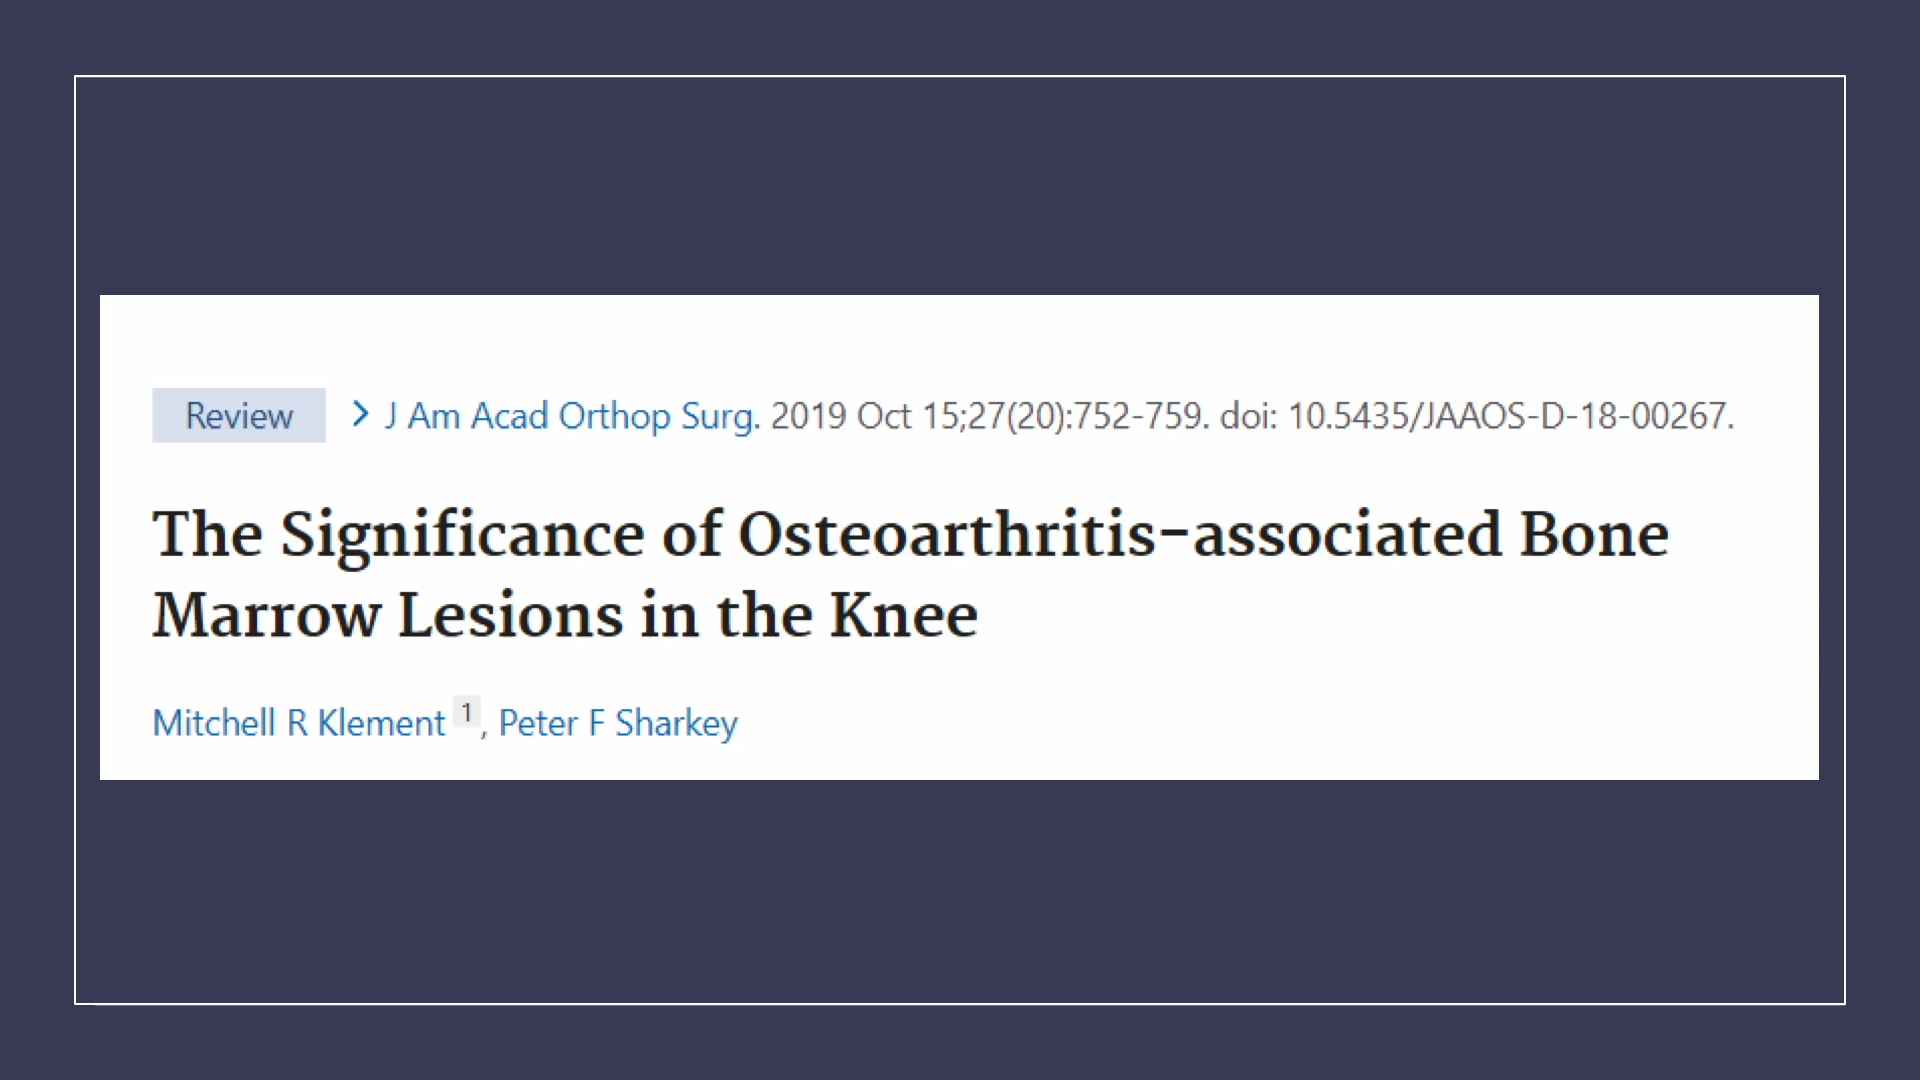 Review > J Am Acad Orthop Surg. 2019 Oct 15;27(20):752-759. doi: 10.5435/JAAOS-D-18-00267.
The Significance of Osteoarthritis-associated Bone
Marrow Lesions in the Knee
Mitchell R Klement 1, Peter F Sharkey